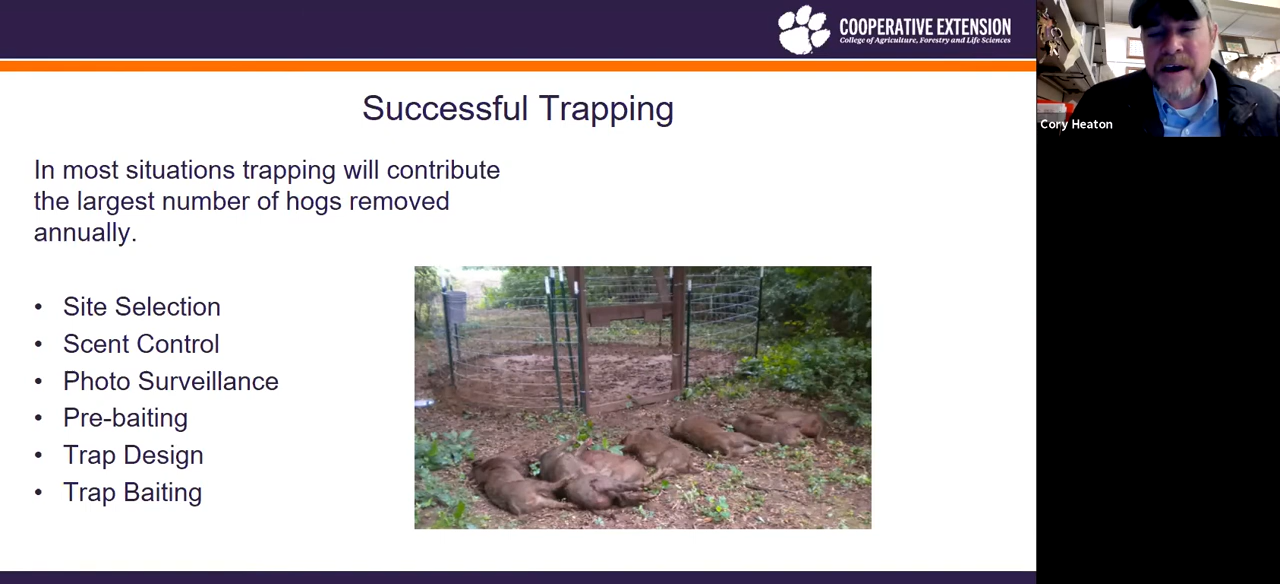 COOPERATIVE EXTENSION
College of Agriculture, Forestry and Life Sciences
Cory Heaton
Successful Trapping
In most situations trapping will contribute
the largest number of hogs removed
annually.
• Site Selection
• Scent Control
• Photo Surveillance
• Pre-baiting
• Trap Design
• Trap Baiting